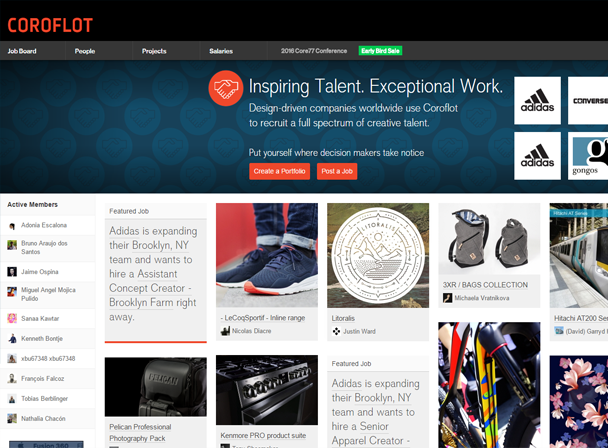 COROFLOT
Job Board
People
Projects
Salaries
2016 Core77 Conference
Early Bird Sale
Inspiring Talent. Exceptional Work.
Design-driven companies worldwide use Coroflot
to recruit a full spectrum of creative talent.
Put yourself where decision makers take notice
Create a Portfolio
Post a Job
adidas
CONVERSE
adidas
g
gongos
Active Members
Adonia Escalona
Bruno Araujo dos
Santos
Jaime Ospina
Miguel Angel Mojica
Pulido
Sanaa Kawtar
Kenneth Bontje
xbu67348 xbu67348
François Falcoz
Tobias Berblinger
Nathalia Chacón
Fusion 360
Featured Job
Adidas is expanding
their Brooklyn, NY
team and wants to
hire a Assistant
Concept Creator -
Brooklyn Farm right
away.
PELICAN
Pelican Professional
Photography Pack
- LeCoqSportif - Inline range
Nicolas Diacre
Kenmore PRO product suite
LITORALIS
Litoralis
Justin Ward
Featured Job
Adidas is expanding
their Brooklyn, NY
team and wants to
hire a Senior
Apparel Creator -
3XR / BAGS COLLECTION
Michaela Vratnikova
Hitachi AT Series
Hitachi AT200 Ser
(David) Garryd